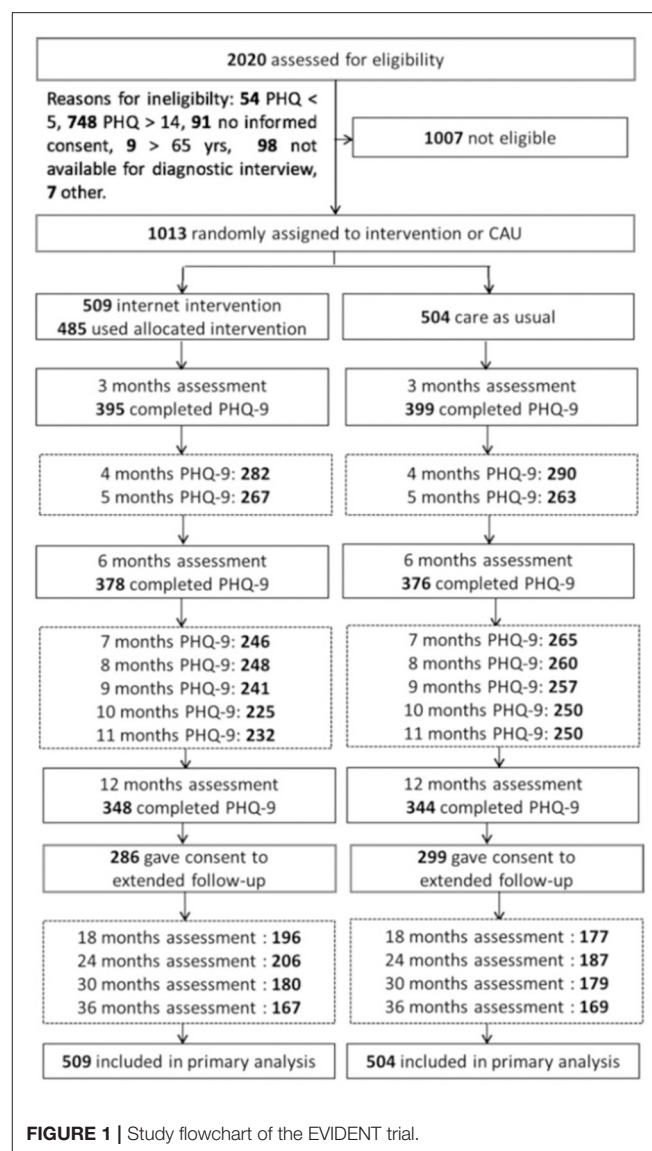 2020 assessed for eligibility
Reasons for ineligibilty: 54 PHQ <
5, 748 PHQ > 14, 91 no informed
consent, 9 > 65 yrs, 98 not
available for diagnostic interview,
7 other.
1007 not eligible
1013 randomly assigned to intervention or CAU
509 internet intervention
485 used allocated intervention
504 care as usual
3 months assessment
395 completed PHQ-9
3 months assessment
399 completed PHQ-9
4 months PHQ-9: 282
5 months PHQ-9: 267
4 months PHQ-9: 290
5 months PHQ-9: 263
6 months assessment
378 completed PHQ-9
6 months assessment
376 completed PHQ-9
7 months PHQ-9: 246
8 months PHQ-9: 248
9 months PHQ-9: 241
10 months PHQ-9: 225
11 months PHQ-9: 232
7 months PHQ-9: 265
8 months PHQ-9: 260
9 months PHQ-9: 257
10 months PHQ-9: 250
11 months PHQ-9: 250
12 months assessment
348 completed PHQ-9
12 months assessment
344 completed PHQ-9
286 gave consent to
extended follow-up
299 gave consent to
extended follow-up
18 months assessment : 196
24 months assessment : 206
30 months assessment : 180
36 months assessment : 167
18 months assessment : 177
24 months assessment : 187
30 months assessment : 179
36 months assessment : 169
509 included in primary analysis
504 included in primary analysis
FIGURE 1 | Study flowchart of the EVIDENT trial.